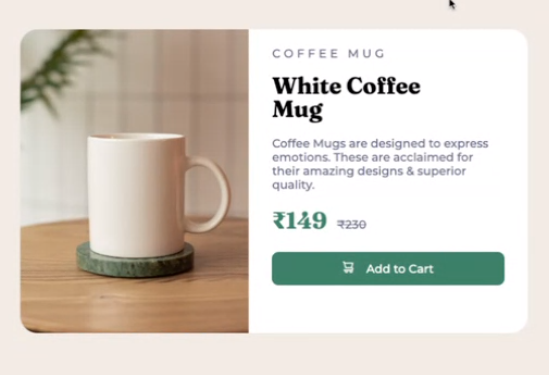 COFFEE MUG
White Coffee
Mug
Coffee Mugs are designed to express
emotions. These are acclaimed for
their amazing designs & superior
quality.
₹149 ₹230
Add to Cart